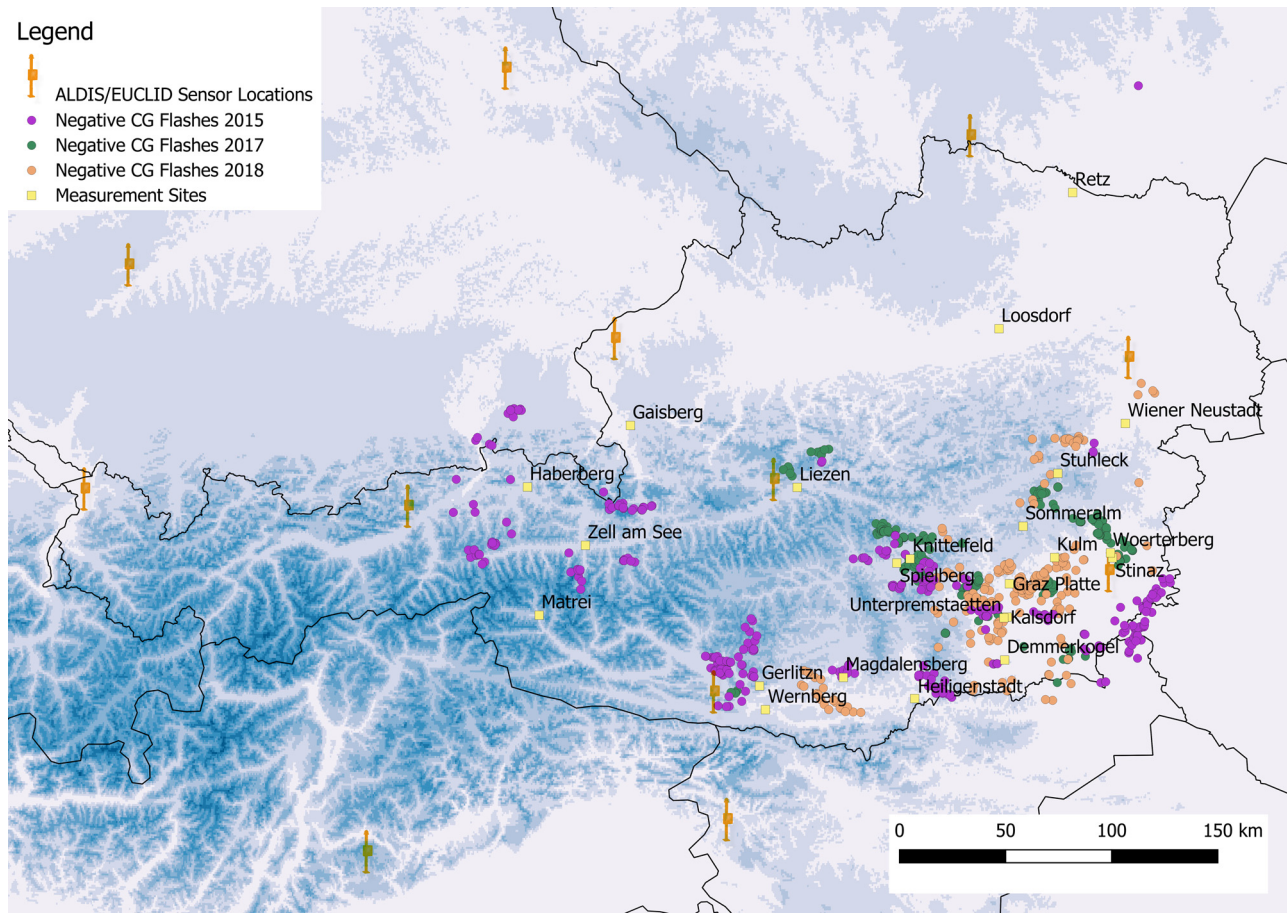 Legend
ALDIS/EUCLID Sensor Locations
Negative CG Flashes 2015
Negative CG Flashes 2017
Negative CG Flashes 2018
Measurement Sites
Retz
Loosdorf
Gaisberg
Wiener Neustadt
Haberberg
Liezen
Stuhleck
Sommeralm
Zell am See
Knittelfeld
Kulm
Woerterberg
Spielberg
Graz Platte
Stinaz
Matrei
Unterpremstaetten
Kalsdorf
Demmerkogel
Gerlitzn
Magdalensberg
Wernberg
Heiligenstadt
0 50 100 150 km